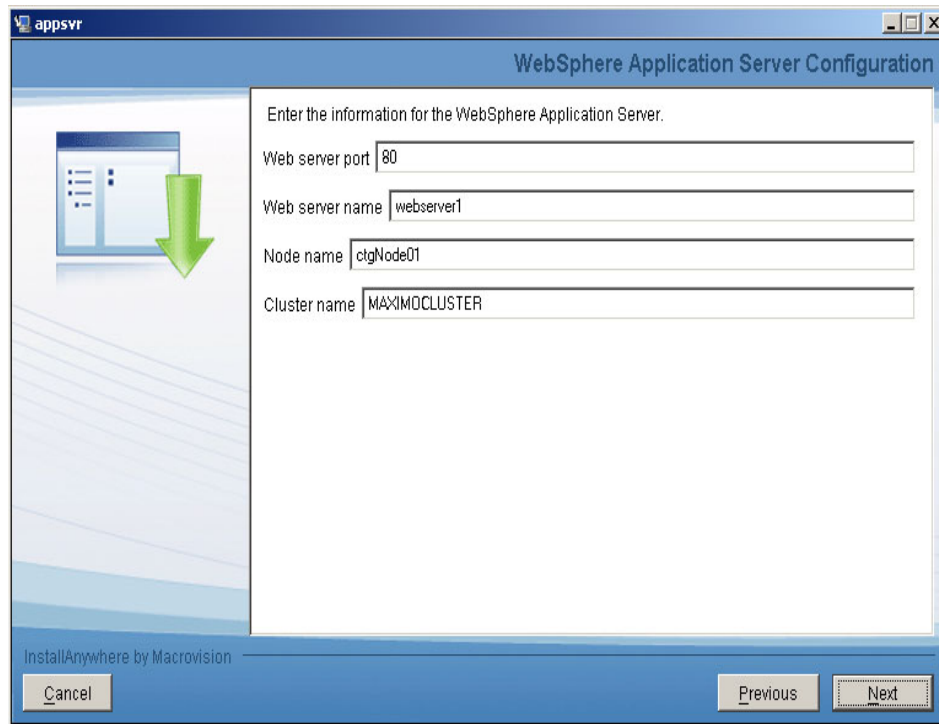 appsvr
WebSphere Application Server Configuration
Enter the information for the WebSphere Application Server.
Web server port 80
Web server name webserver1
Node name ctgNode01
Cluster name MAXIMOCLUSTER
InstallAnywhere by Macrovision
Cancel Previous Next